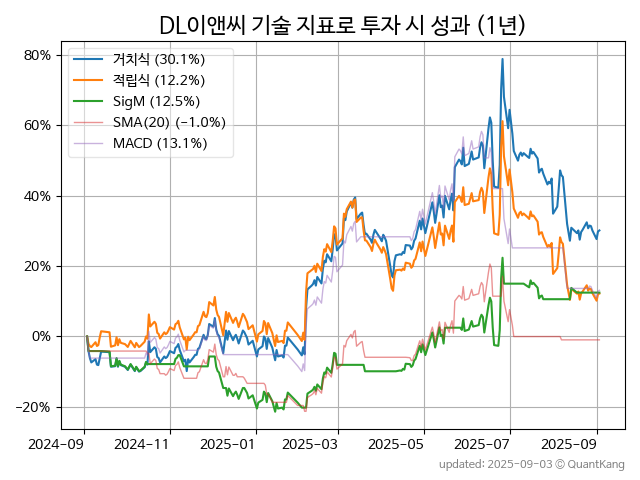 DL이앤씨 기술 지표로 투자 시 성과 (1년)
거치식 (30.1%)
적립식 (12.2%)
SigM (12.5%)
SMA(20) (−1.0%)
MACD (13.1%)
80%
60%
40%
20%
0%
−20%
2024-09 2024-11 2025-01 2025-03 2025-05 2025-07 2025-09
updated: 2025-09-03 ⓒ QuantKang